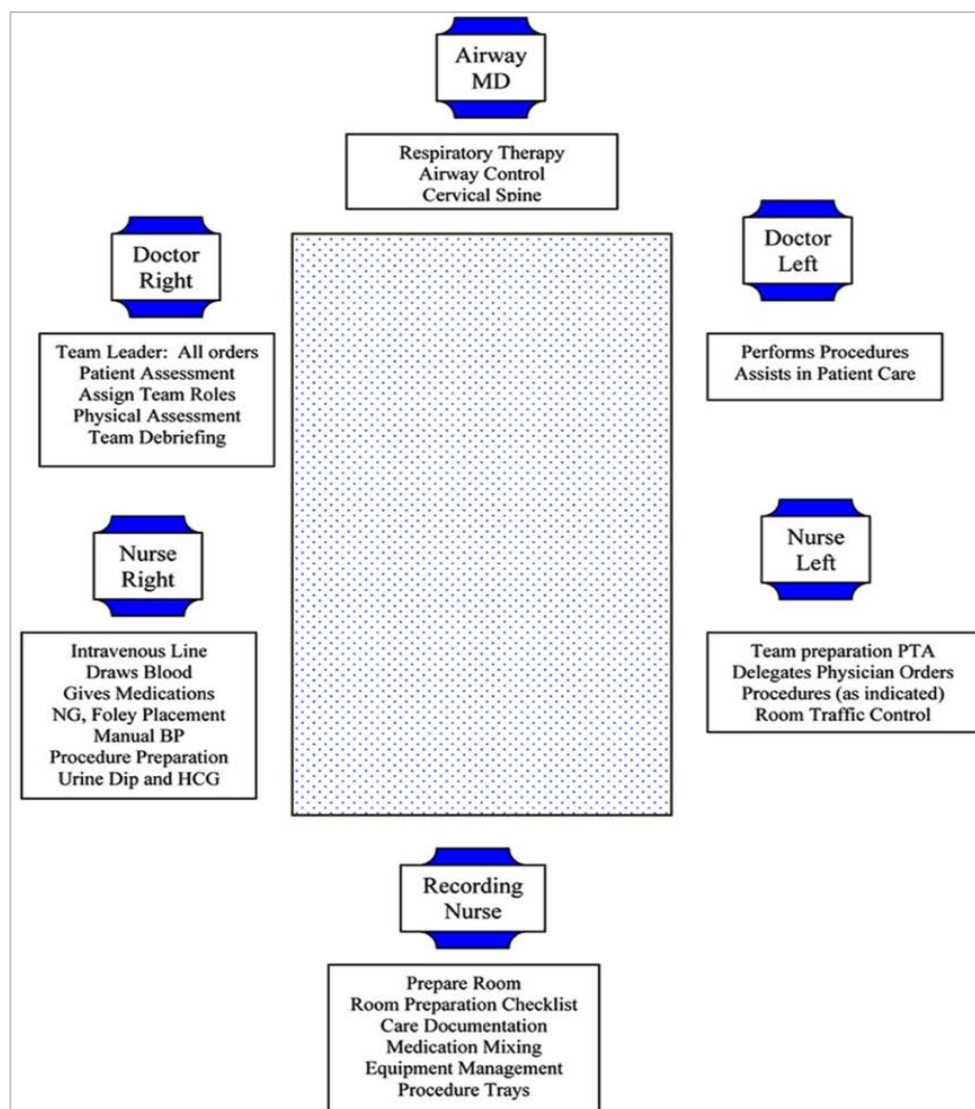 Airway
MD
Respiratory Therapy
Airway Control
Cervical Spine
Doctor
Right
Team Leader:  All orders
Patient Assessment
Assign Team Roles
Physical Assessment
Team Debriefing
Doctor
Left
Performs Procedures
Assists in Patient Care
Nurse
Right
Intravenous Line
Draws Blood
Gives Medications
NG, Foley Placement
Manual BP
Procedure Preparation
Urine Dip and HCG
Nurse
Left
Team preparation PTA
Delegates Physician Orders
Procedures (as indicated)
Room Traffic Control
Recording
Nurse
Prepare Room
Room Preparation Checklist
Care Documentation
Medication Mixing
Equipment Management
Procedure Trays